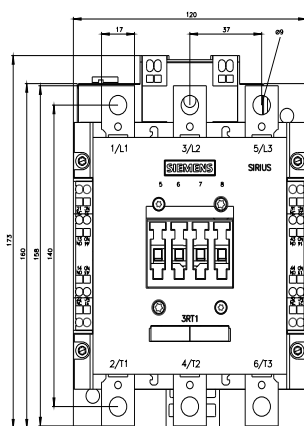 120
17
37
ø9
1/L1
3/L2
5/L3
SIEMENS
SIRIUS
5 6 7 8
173
160
158
140
3RT1
2/T1
4/T2
6/T3